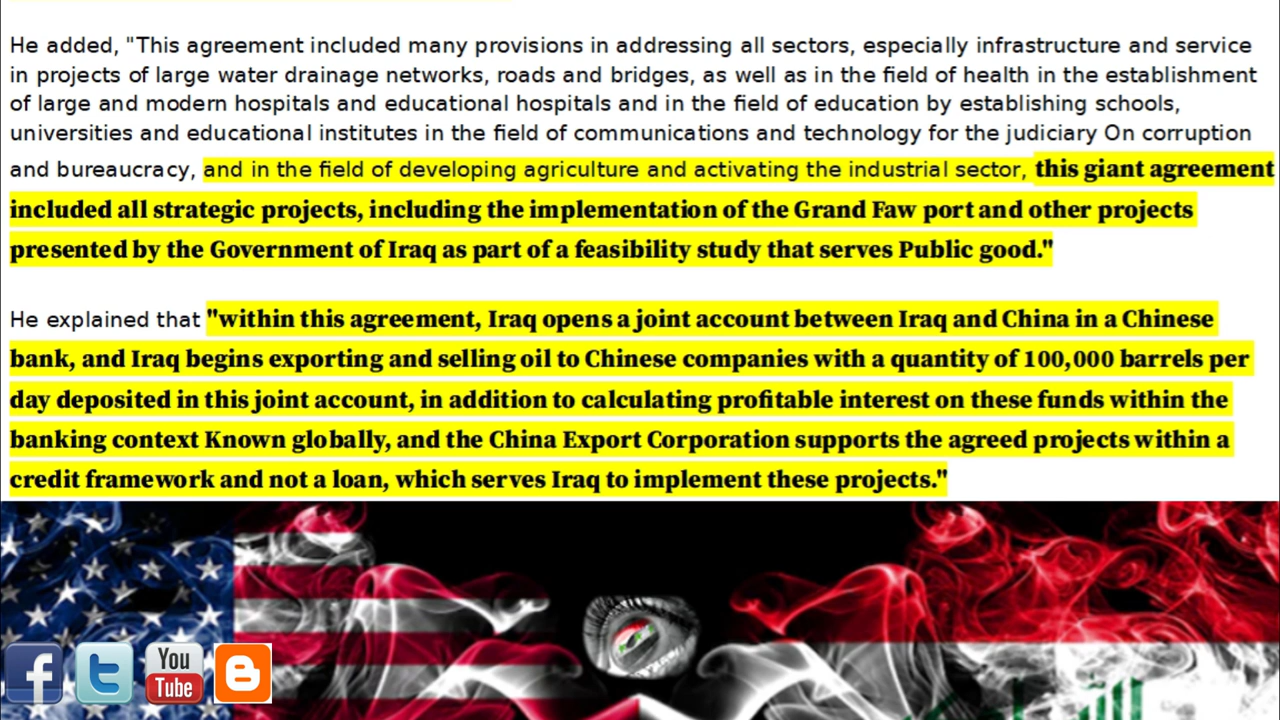 He added, "This agreement included many provisions in addressing all sectors, especially infrastructure and service
in projects of large water drainage networks, roads and bridges, as well as in the field of health in the establishment
of large and modern hospitals and educational hospitals and in the field of education by establishing schools,
universities and educational institutes in the field of communications and technology for the judiciary On corruption
and bureaucracy, and in the field of developing agriculture and activating the industrial sector, this giant agreement
included all strategic projects, including the implementation of the Grand Faw port and other projects
presented by the Government of Iraq as part of a feasibility study that serves Public good."
He explained that "within this agreement, Iraq opens a joint account between Iraq and China in a Chinese
bank, and Iraq begins exporting and selling oil to Chinese companies with a quantity of 100,000 barrels per
day deposited in this joint account, in addition to calculating profitable interest on these funds within the
banking context Known globally, and the China Export Corporation supports the agreed projects within a
credit framework and not a loan, which serves Iraq to implement these projects."
You
Tube